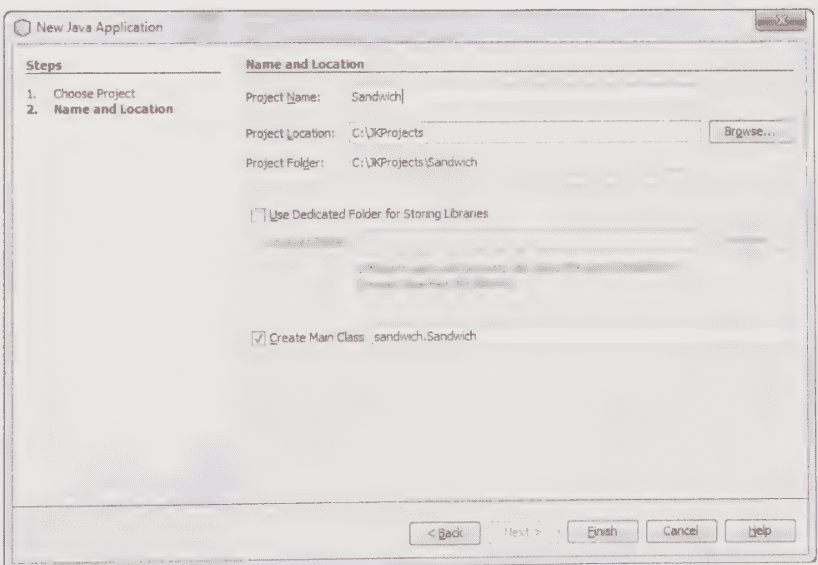 New Java Application
Steps
1. Choose Project
2. Name and Location
Name and Location
Project Name: Sandwich
Project Location: C:\JKProjects
Browse...
Project Folder: C:\JKProjects\Sandwich
Use Dedicated Folder for Storing Libraries
Create Main Class sandwich.Sandwich
< Back Next > Finish Cancel Help